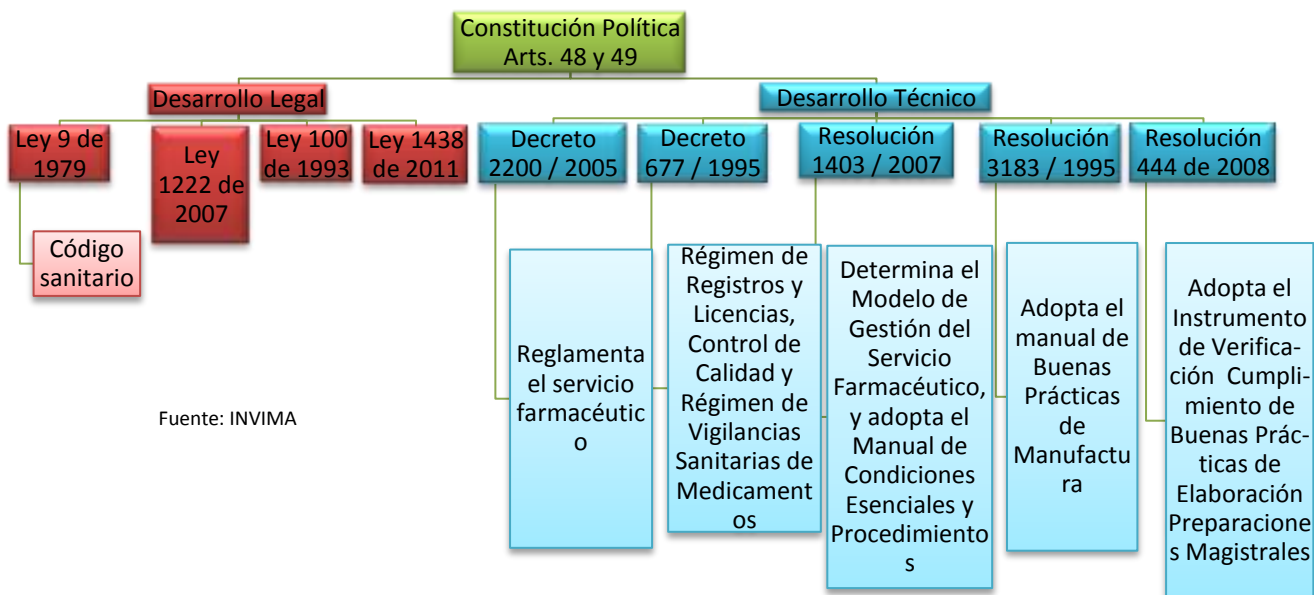 Constitución Política
Arts. 48 y 49
Desarrollo Legal
Desarrollo Técnico
Ley 9 de
1979
Ley
1222 de
2007
Ley 100
de 1993
Ley 1438
de 2011
Decreto
2200 / 2005
Decreto
677 / 1995
Resolución
1403 / 2007
Resolución
3183 / 1995
Resolución
444 de 2008
Código
sanitario
Reglamenta
el servicio
farmacéutic
o
Régimen de
Registros y
Licencias,
Control de
Calidad y
Régimen de
Vigilancias
Sanitarias de
Medicament
os
Determina el
Modelo de
Gestión del
Servicio
Farmacéutico,
y adopta el
Manual de
Condiciones
Esenciales y
Procedimiento
s
Adopta el
manual de
Buenas
Prácticas
de
Manufactu
ra
Adopta el
Instrumento
de Verifica-
ción Cumpli-
miento de
Buenas Prác-
ticas de
Elaboración
Preparacione
s Magistrales
Fuente: INVIMA